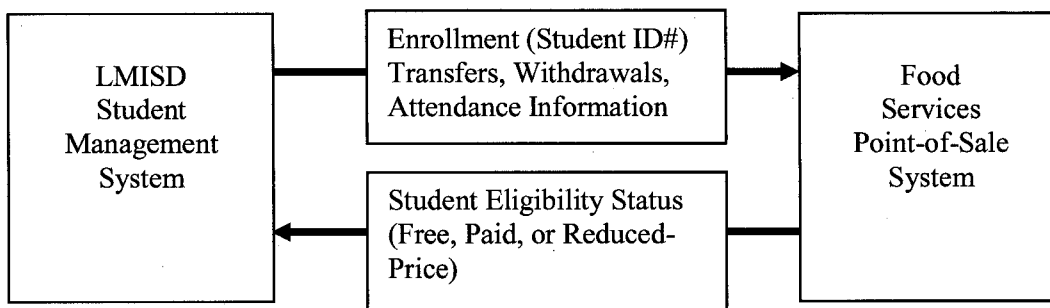 LMISD
Student
Management
System
Enrollment (Student ID#)
Transfers, Withdrawals,
Attendance Information
Student Eligibility Status
(Free, Paid, or Reduced-
Price)
Food
Services
Point-of-Sale
System